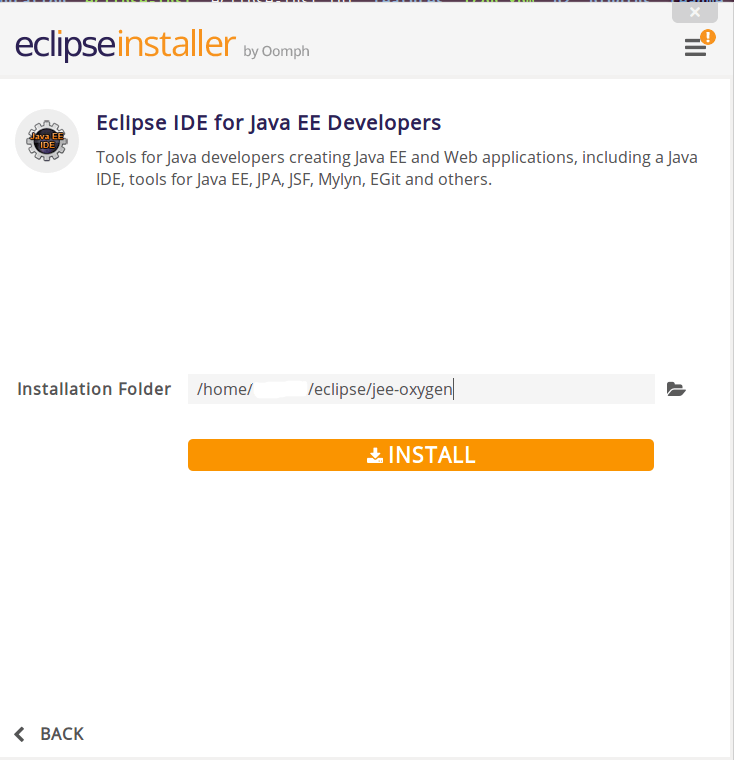 ×
eclipseinstaller by Oomph
!
Java EE
IDE
Eclipse IDE for Java EE Developers
Tools for Java developers creating Java EE and Web applications, including a Java
IDE, tools for Java EE, JPA, JSF, Mylyn, EGit and others.
Installation Folder /home/ /eclipse/jee-oxygen
INSTALL
BACK